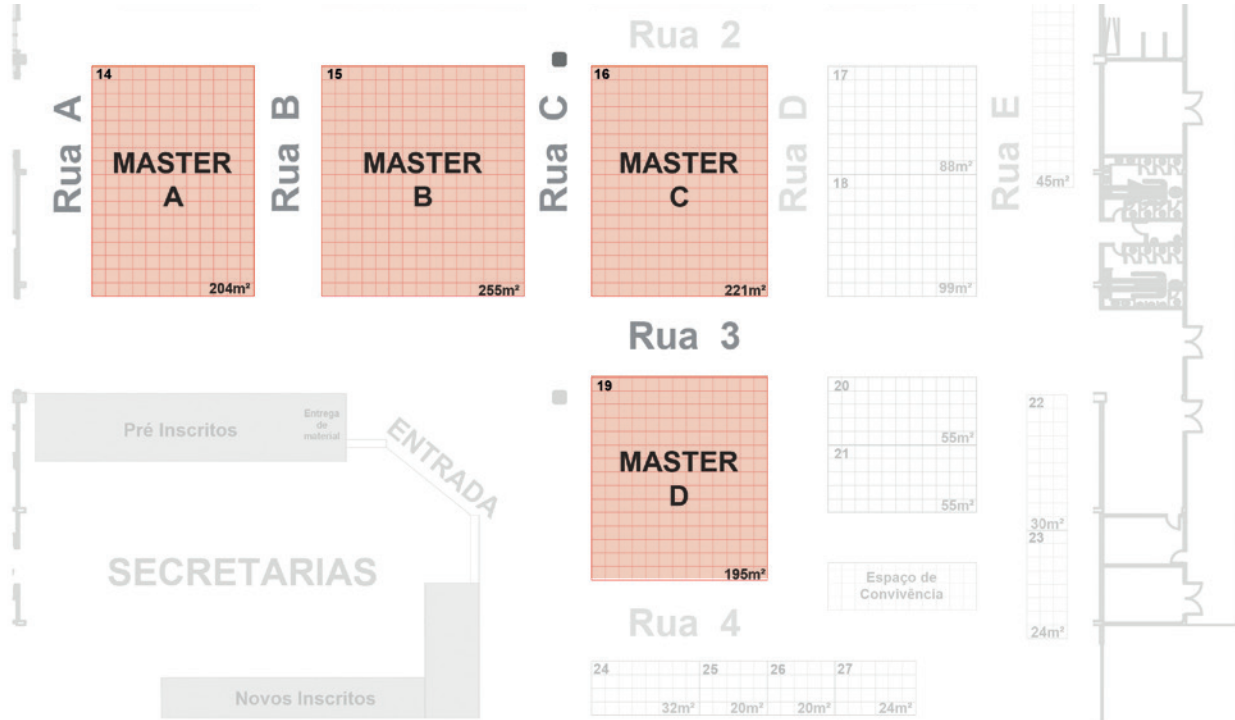 Rua 2
14
15
16
17
Rua A
Rua B
Rua C
Rua D
Rua E
MASTER
A
MASTER
B
MASTER
C
88m²
18
45m²
204m²
255m²
221m²
99m²
Rua 3
19
20
Pré Inscritos
Entrega
de
material
ENTRADA
22
55m²
21
MASTER
D
55m²
30m²
23
SECRETARIAS
195m²
Espaço de
Convivência
Rua 4
24m²
24
25
26
27
Novos Inscritos
32m²
20m²
20m²
24m²